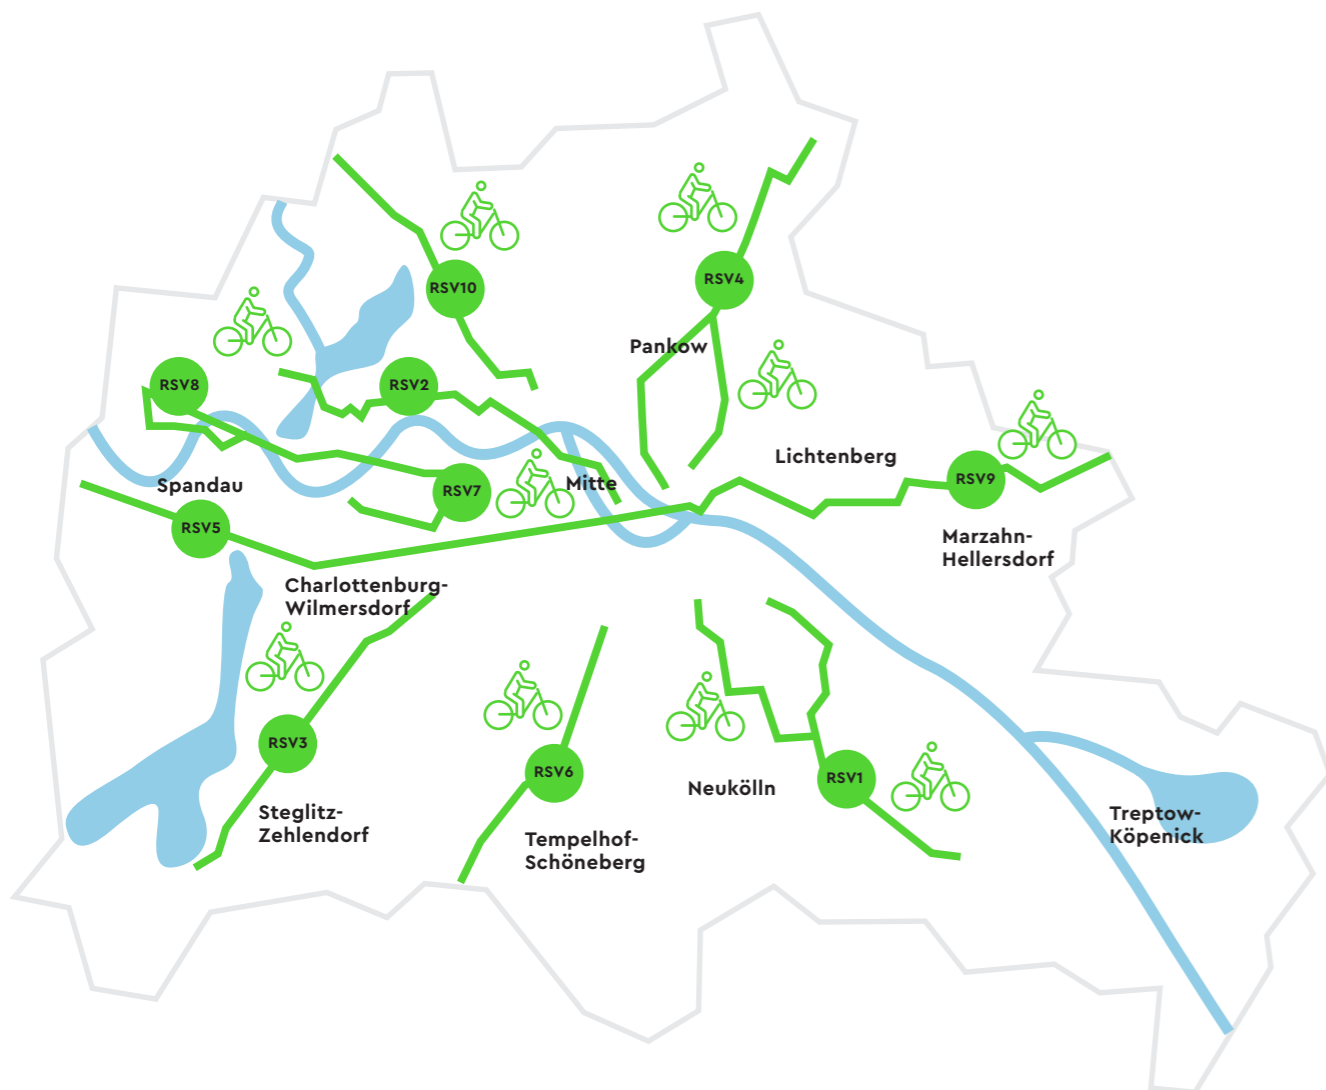 RSV4
RSV10
Pankow
RSV8
RSV2
Lichtenberg
RSV9
Spandau
Mitte
RSV7
RSV5
Marzahn-
Hellersdorf
Charlottenburg-
Wilmersdorf
RSV3
RSV6
Neukölln
RSV1
Steglitz-
Zehlendorf
Tempelhof-
Schöneberg
Treptow-
Köpenick